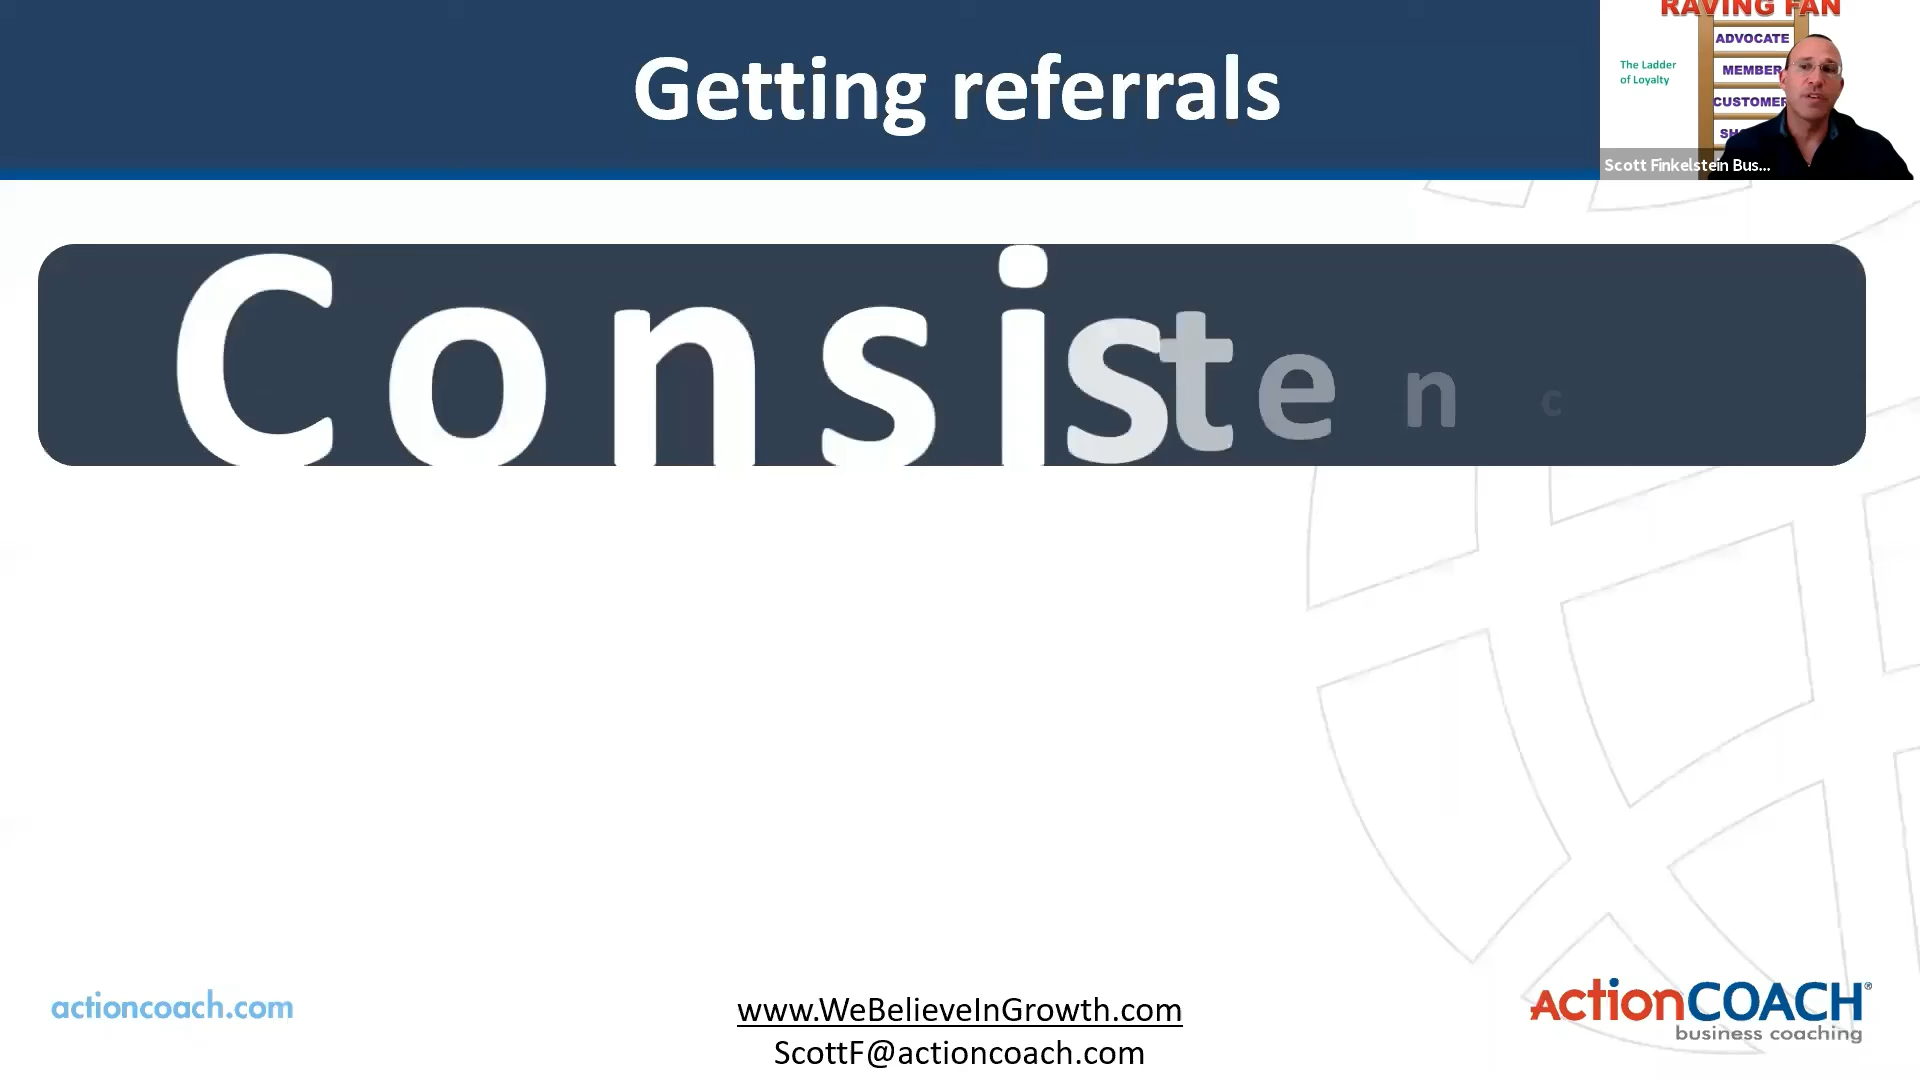 Getting referrals
RAVING FAN
ADVOCATE
The Ladder
of Loyalty
MEMBER
CUSTOMER
Scott Finkelstein Bus...
Consistenc
actioncoach.com
www.WeBelieveInGrowth.com
ScottF@actioncoach.com
ActionCOACH®
business coaching